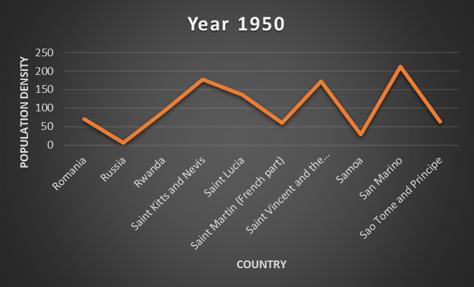 Year 1950
POPULATION DENSITY
250
200
150
100
50
0
Romania
Russia
Rwanda
Saint Kitts and Nevis
Saint Lucia
Saint Martin (French part)
Saint Vincent and the...
Samoa
San Marino
Sao Tome and Principe
COUNTRY